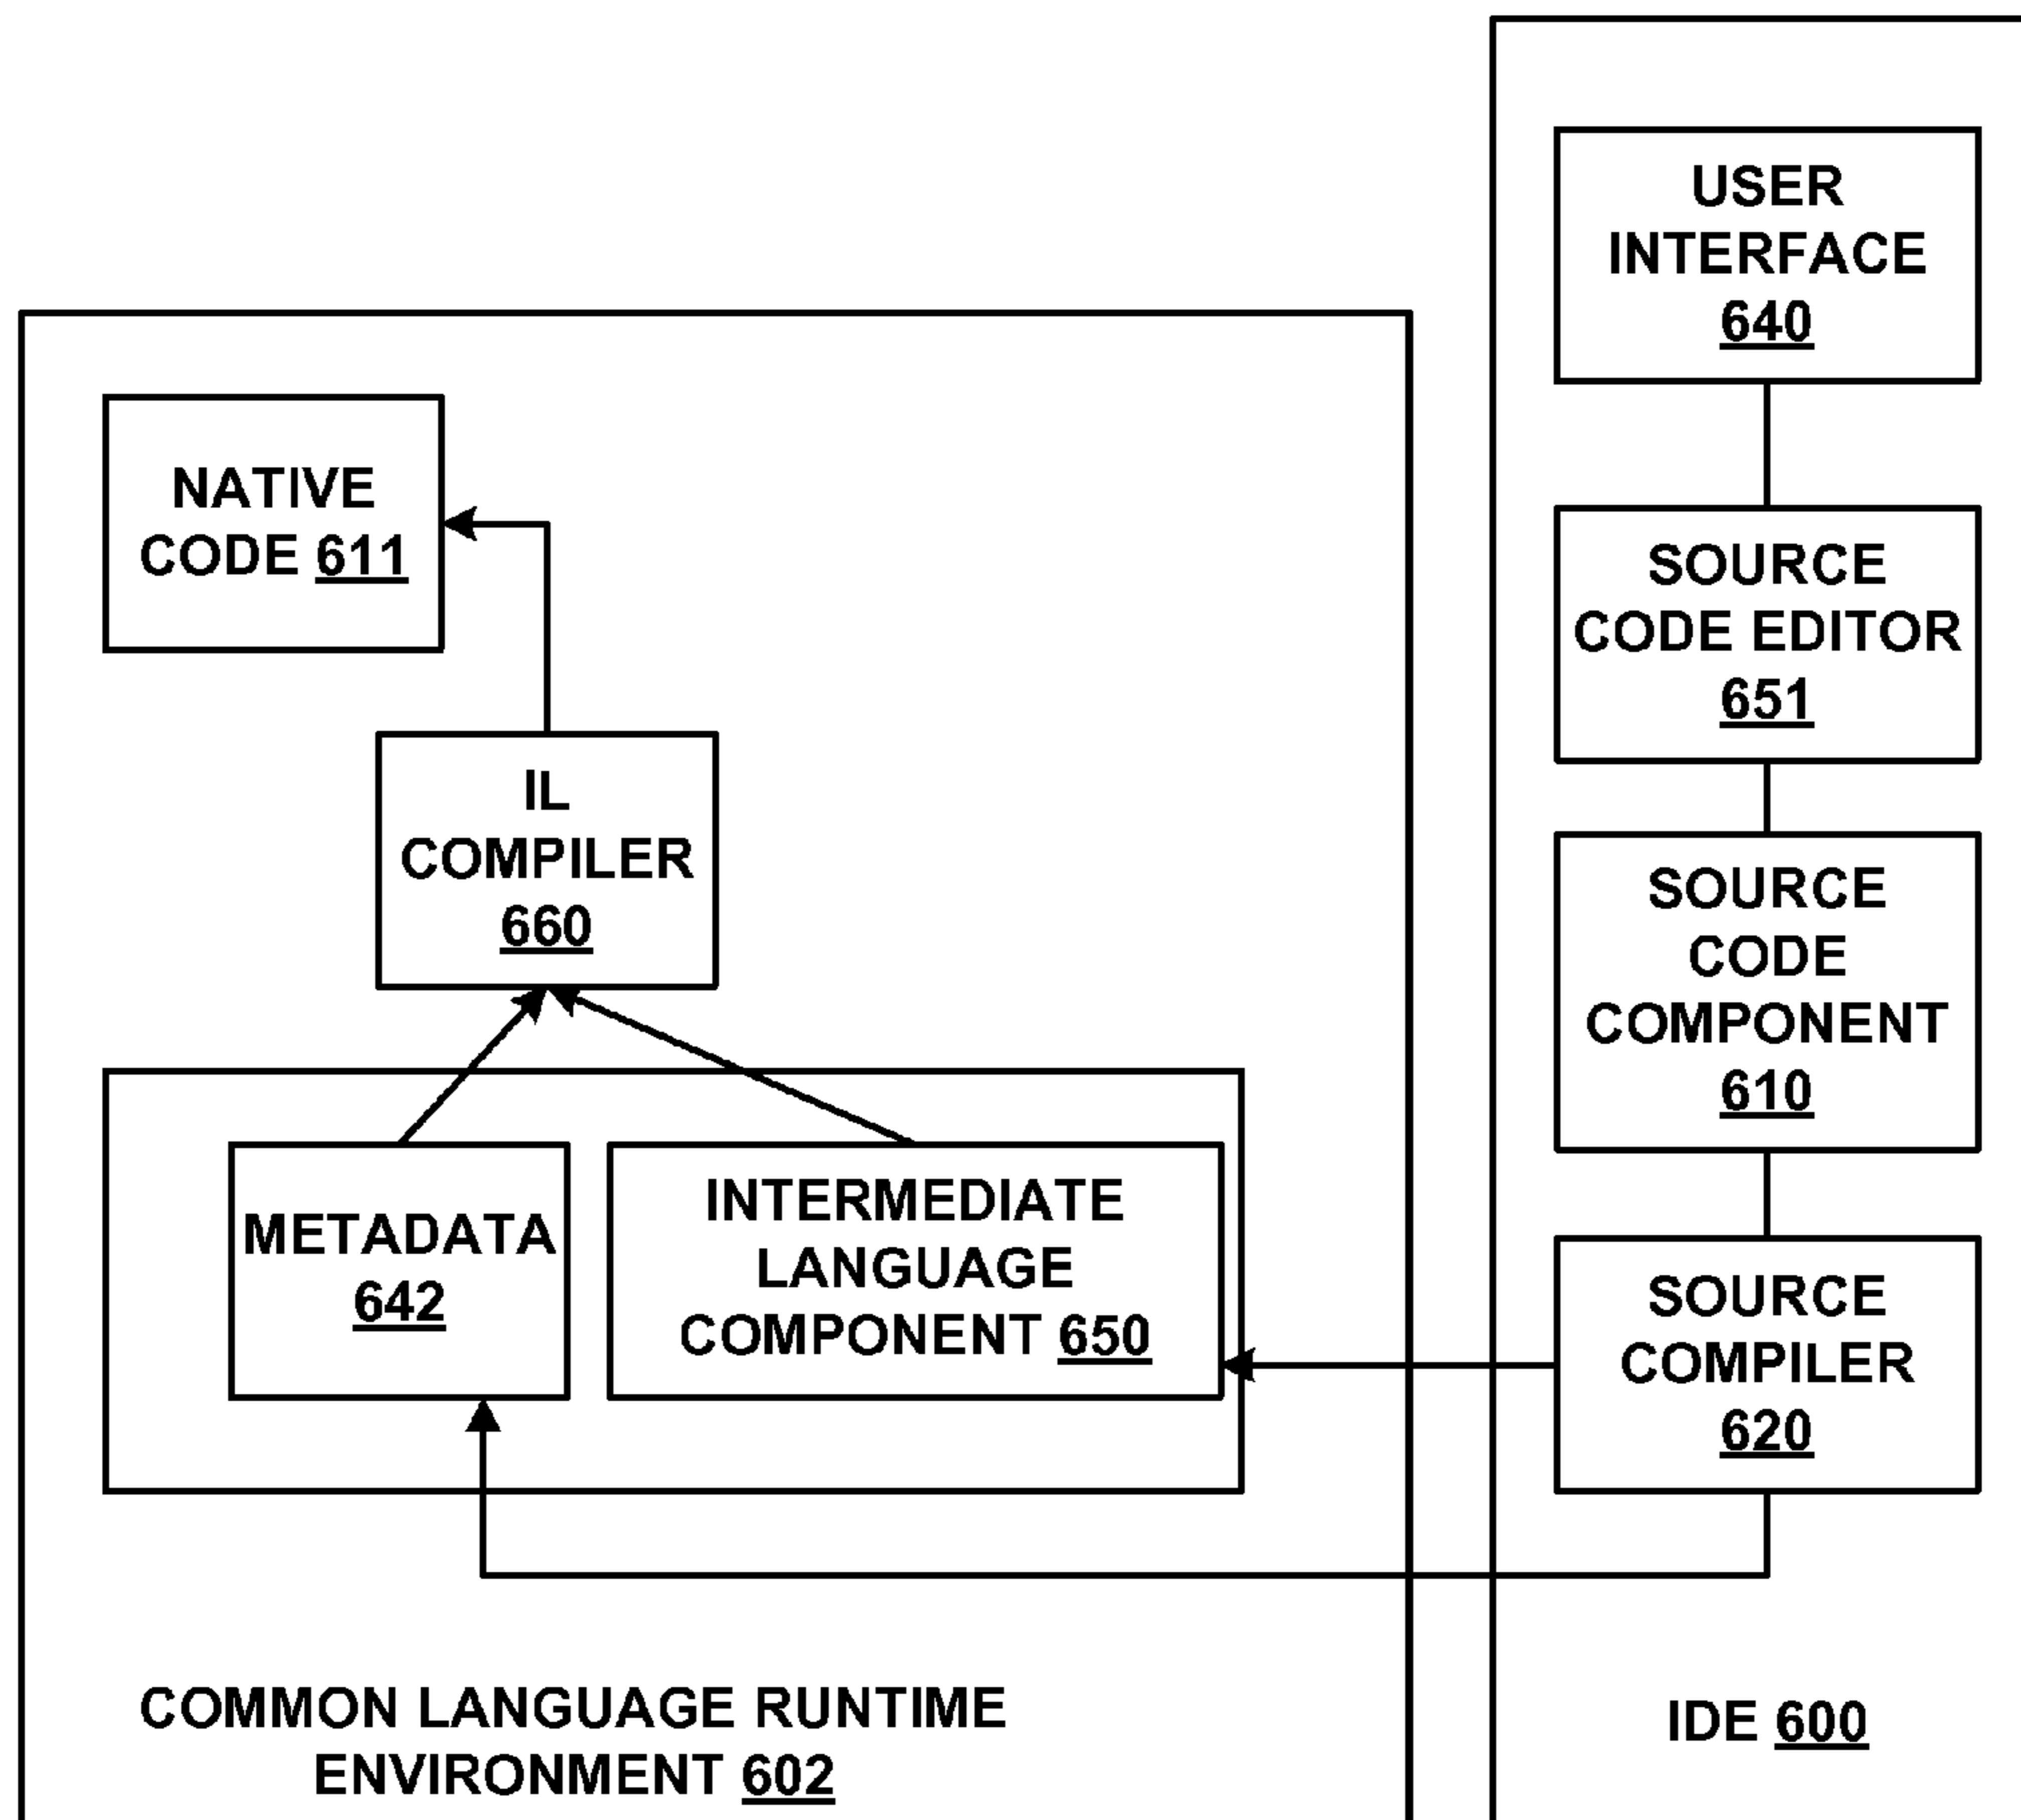 USER
INTERFACE
640
NATIVE
CODE 611
SOURCE
CODE EDITOR
651
IL
COMPILER
660
SOURCE
CODE
COMPONENT
610
METADATA
642
INTERMEDIATE
LANGUAGE
COMPONENT 650
SOURCE
COMPILER
620
COMMON LANGUAGE RUNTIME
ENVIRONMENT 602
IDE 600